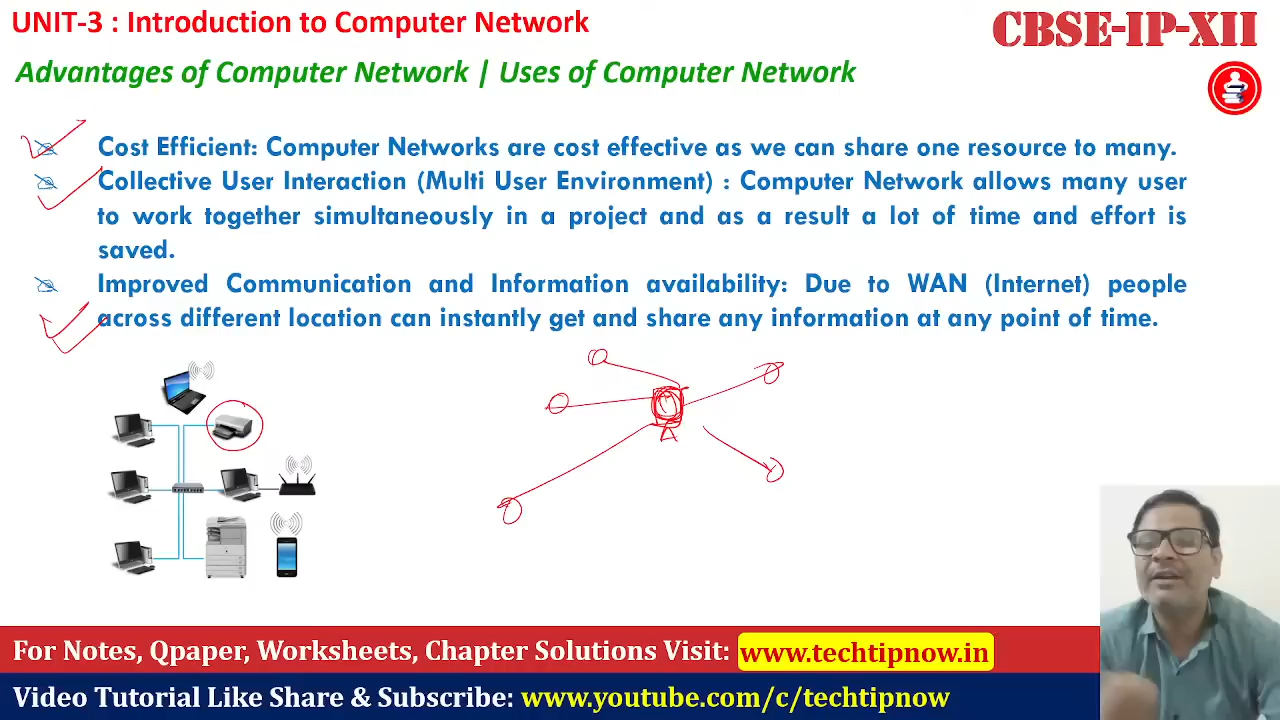 UNIT-3 : Introduction to Computer Network
CBSE-IP-XII
Advantages of Computer Network | Uses of Computer Network
Cost Efficient: Computer Networks are cost effective as we can share one resource to many.
Collective User Interaction (Multi User Environment) : Computer Network allows many user
to work together simultaneously in a project and as a result a lot of time and effort is
saved.
Improved Communication and Information availability: Due to WAN (Internet) people
across different location can instantly get and share any information at any point of time.
A
For Notes, Qpaper, Worksheets, Chapter Solutions Visit: www.techtipnow.in
Video Tutorial Like Share & Subscribe: www.youtube.com/c/techtipnow